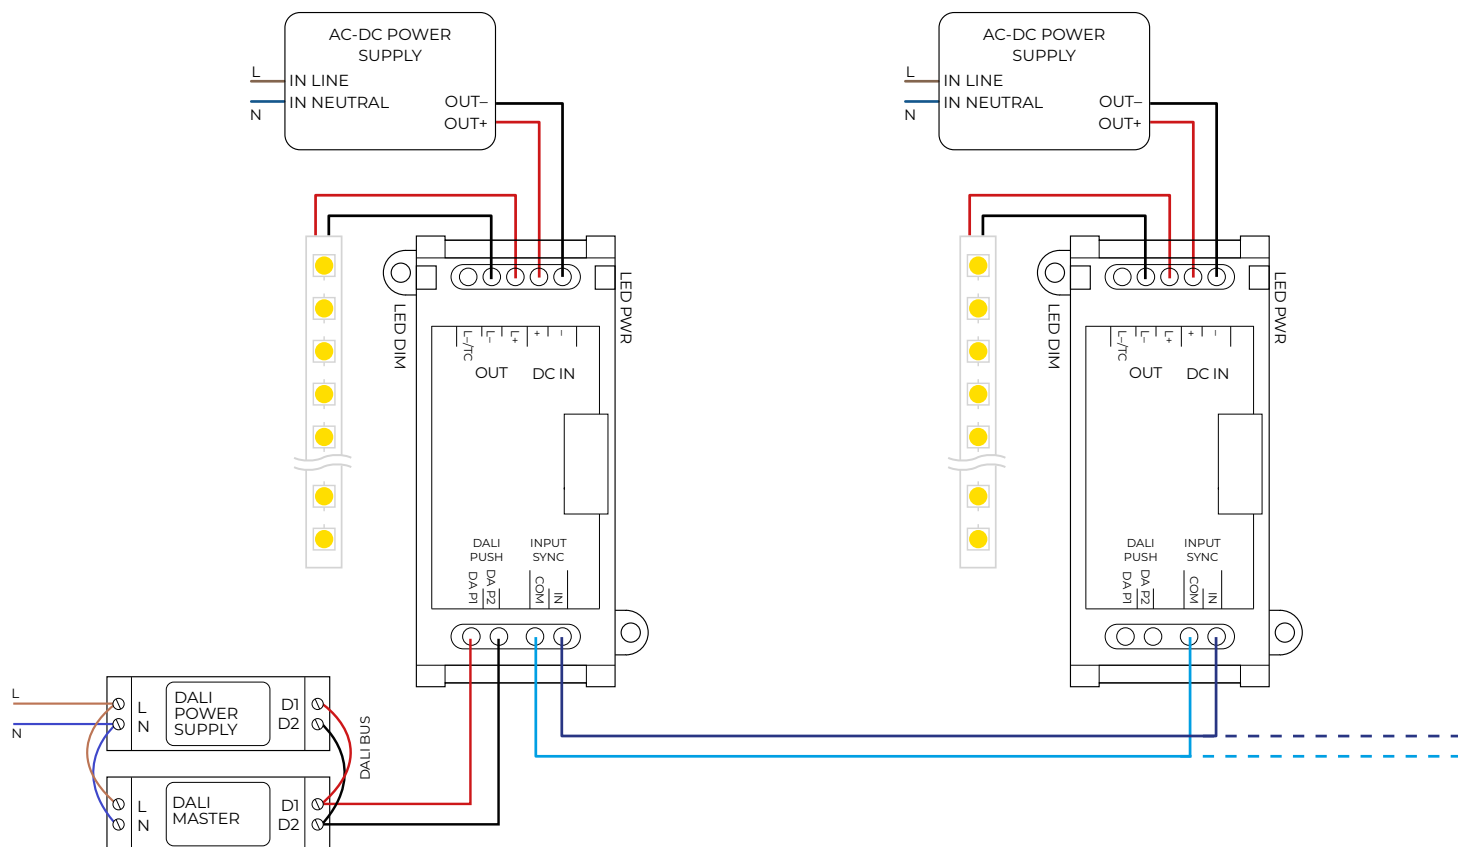 AC-DC POWER
SUPPLY
L
IN LINE
IN NEUTRAL
N
OUT–
OUT+
LED PWR
LED DIM
L-/TC
L-
L+
+
-
OUT
DC IN
DALI
PUSH
INPUT
SYNC
DA P1
DA P2
COM
IN
AC-DC POWER
SUPPLY
L
IN LINE
IN NEUTRAL
N
OUT–
OUT+
LED PWR
LED DIM
L-/TC
L-
L+
+
-
OUT
DC IN
DALI
PUSH
INPUT
SYNC
DA P1
DA P2
COM
IN
L
N
L
N
DALI
POWER
SUPPLY
D1
D2
DALI BUS
L
N
DALI
MASTER
D1
D2